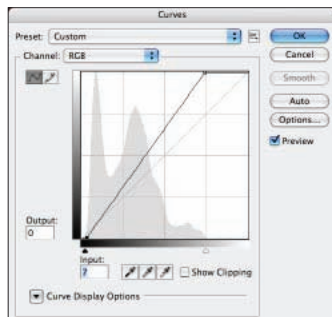 Curves
Preset: Custom
OK
Channel: RGB
Cancel
Smooth
Auto
Options...
Preview
Output:
0
Input:
7
Show Clipping
Curve Display Options